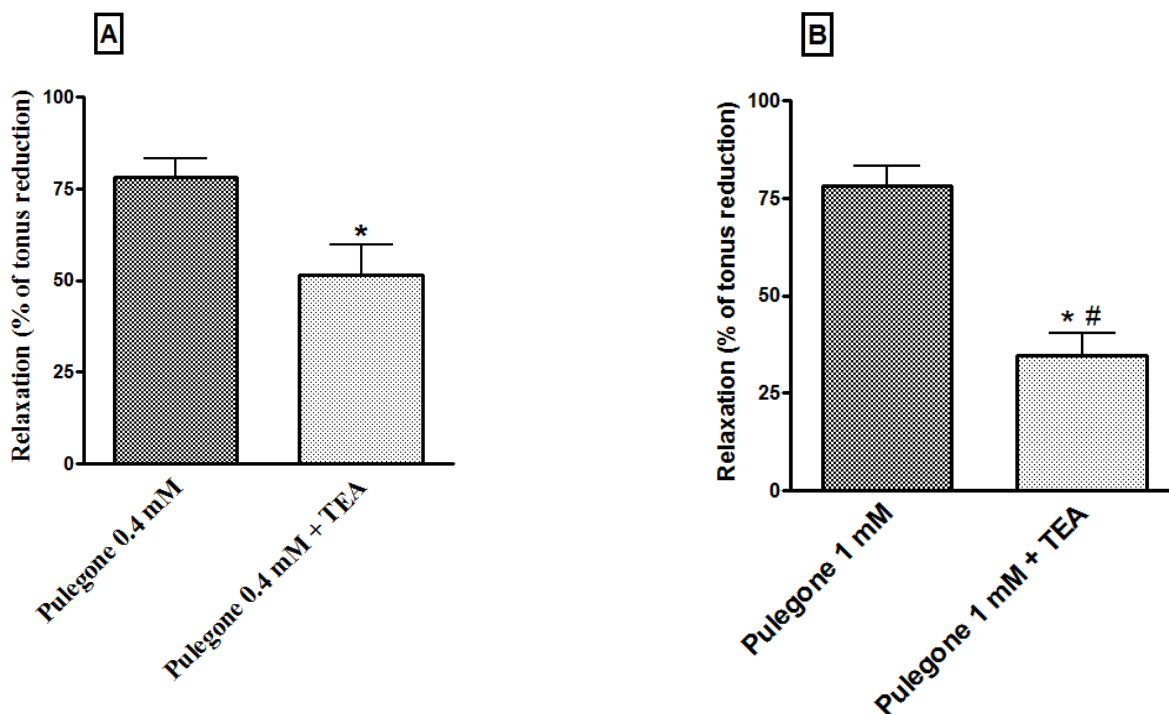 A
Relaxation (% of tonus reduction)
100
75
50
25
0
*
Pulegone 0.4 mM
Pulegone 0.4 mM + TEA
B
Relaxation (% of tonus reduction)
100
75
50
25
0
* #
Pulegone 1 mM
Pulegone 1 mM + TEA